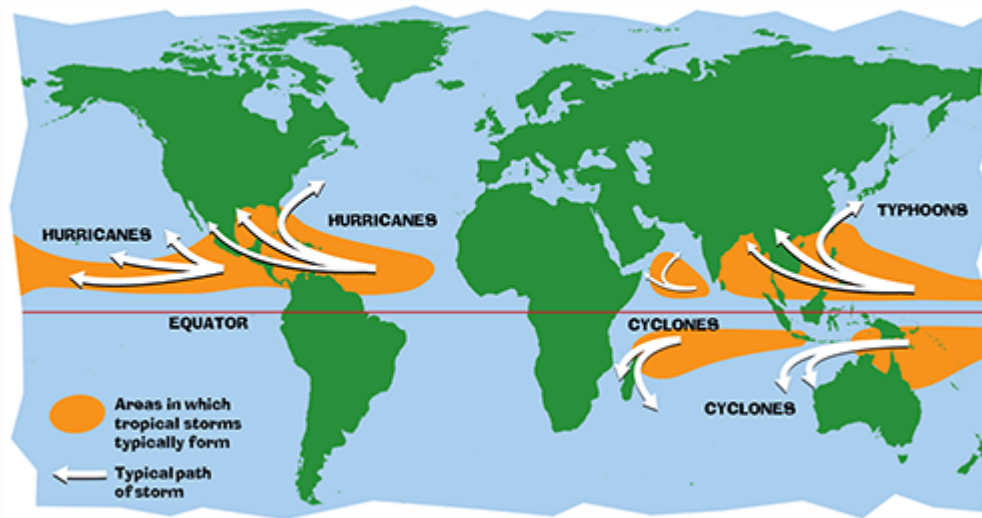 HURRICANES
TYPHOONS
HURRICANES
EQUATOR
CYCLONES
CYCLONES
Areas in which
tropical storms
typically form
Typical path
of storm